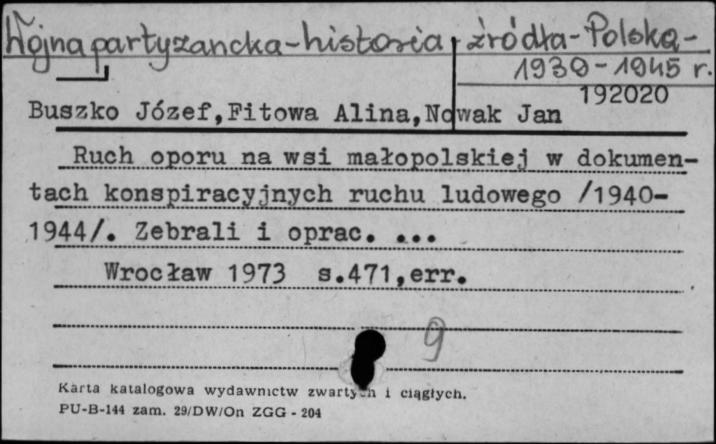 Wojna partyzancka-historia, źródła-Polska-
1939-1945 r.
192020
Buszko Józef,Fitowa Alina,Nowak Jan
Ruch oporu na wsi małopolskiej w dokumen-
tach konspiracyjnych ruchu ludowego /1940-
1944/. Zebrali i oprac. ...
Wrocław 1973 s.471,err.
9
Karta katalogowa wydawnictw zwartych i ciągłych.
PU-B-144 zam. 29/DW/On ZGG - 204